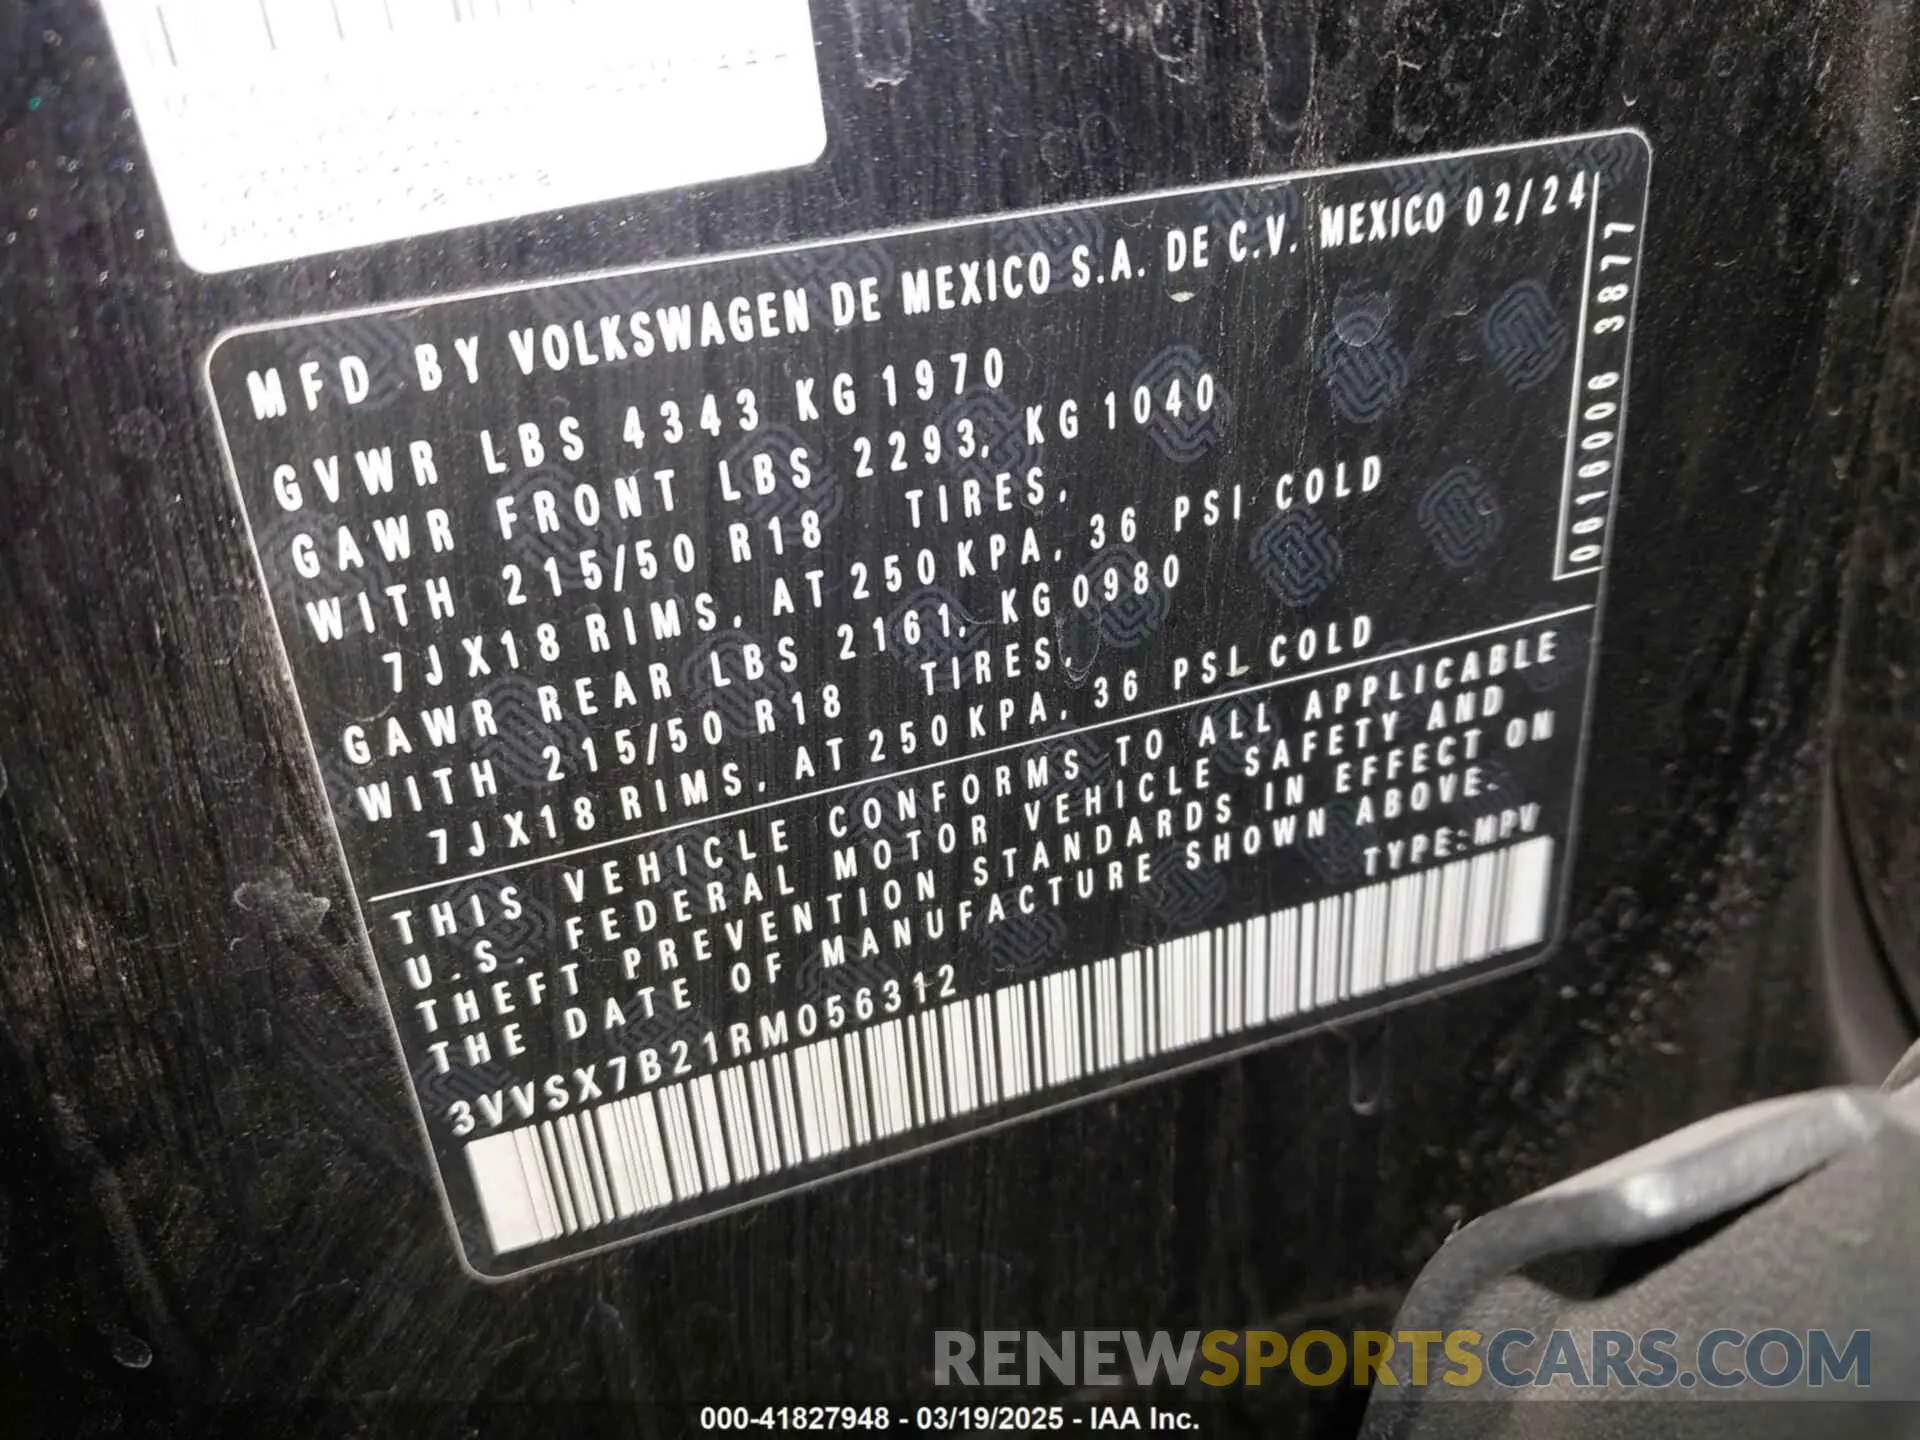 MFD BY VOLKSWAGEN DE MEXICO S.A. DE C.V. MEXICO 02/24
GVWR LBS 4343 KG 1970
GAWR FRONT LBS 2293, KG 1040
WITH 215/50 R18 TIRES,
7JX18 RIMS, AT 250 KPA, 36 PSI COLD
GAWR REAR LBS 2161, KG 0980
WITH 215/50 R18 TIRES,
7JX18 RIMS, AT 250 KPA, 36 PSI COLD
0016006 3877
THIS VEHICLE CONFORMS TO ALL APPLICABLE
U.S. FEDERAL MOTOR VEHICLE SAFETY AND
THEFT PREVENTION STANDARDS IN EFFECT ON
THE DATE OF MANUFACTURE SHOWN ABOVE.
3VVSX7B21RM056312 TYPE:MPV
RENEWSPORTSCARS.COM
000-41827948 - 03/19/2025 - IAA Inc.